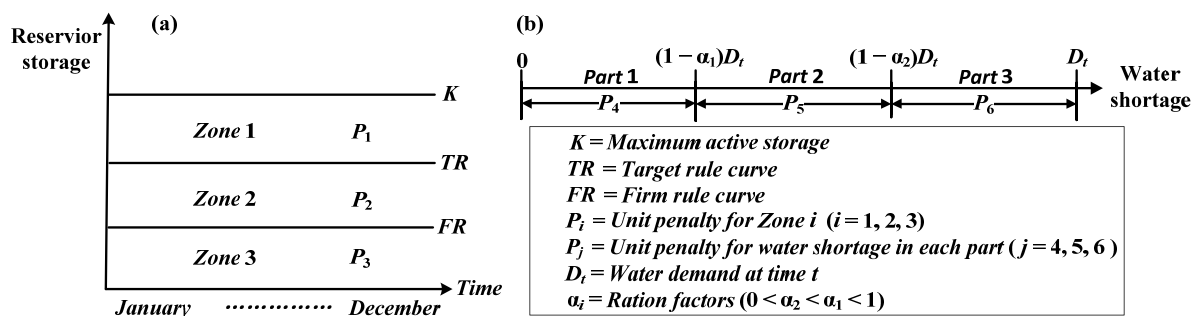 (a)
Reservior
storage
K
Zone 1 P₁
TR
Zone 2 P₂
FR
Zone 3 P₃
Time
January ................ December
(b)
0 (1 − α₁)Dₜ (1 − α₂)Dₜ Dₜ
Part 1 Part 2 Part 3
Water
shortage
P₄ P₅ P₆
K = Maximum active storage
TR = Target rule curve
FR = Firm rule curve
Pᵢ = Unit penalty for Zone i (i = 1, 2, 3)
Pⱼ = Unit penalty for water shortage in each part ( j = 4, 5, 6 )
Dₜ = Water demand at time t
αᵢ = Ration factors (0 < α₂ < α₁ < 1)